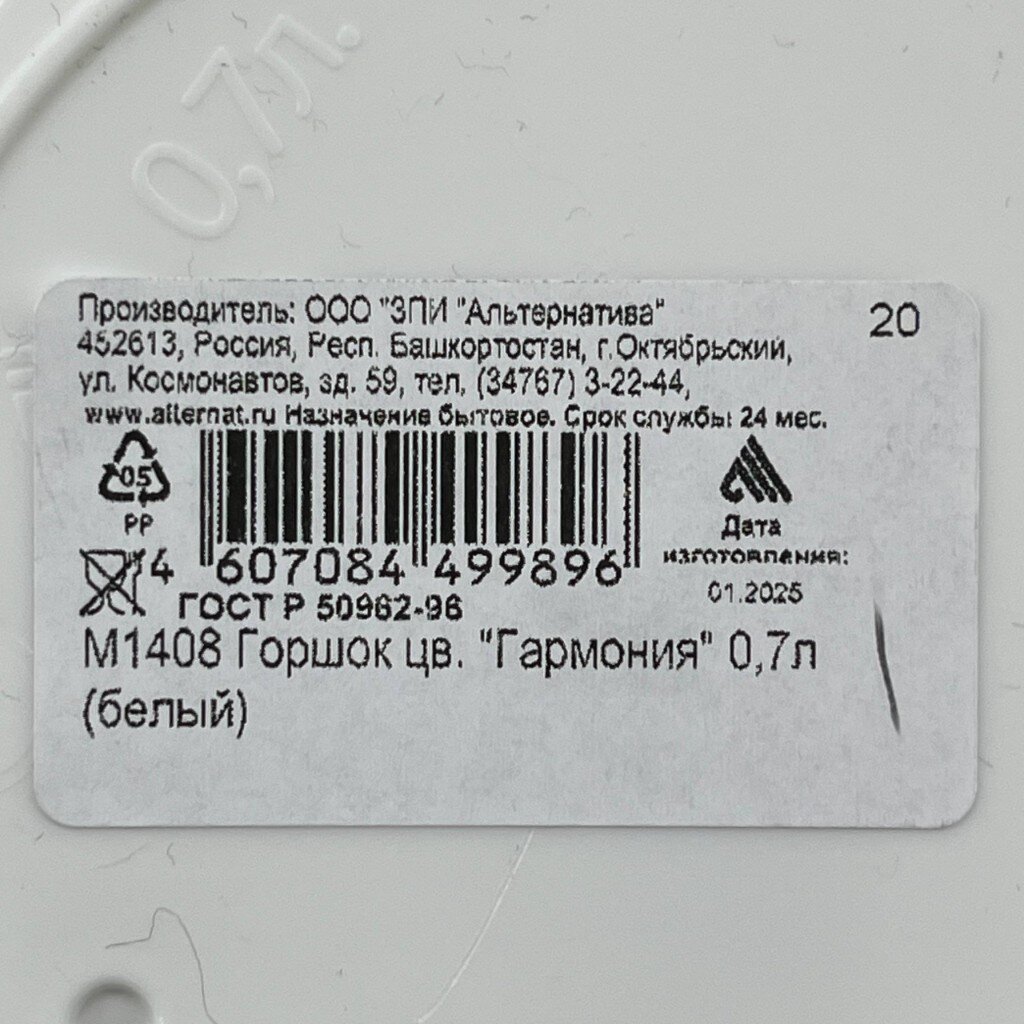 0,7л.
Производитель: ООО "ЗПИ "Альтернатива"
20
452613, Россия, Респ. Башкортостан, г.Октябрьский,
ул. Космонавтов, зд. 59, тел. (34767) 3-22-44,
www.alternat.ru Назначение бытовое. Срок службы 24 мес.
05
PP
Дата
изготовления:
01.2025
4 607084 499896
ГОСТ Р 50962-96
М1408 Горшок цв. "Гармония" 0,7л
(белый)